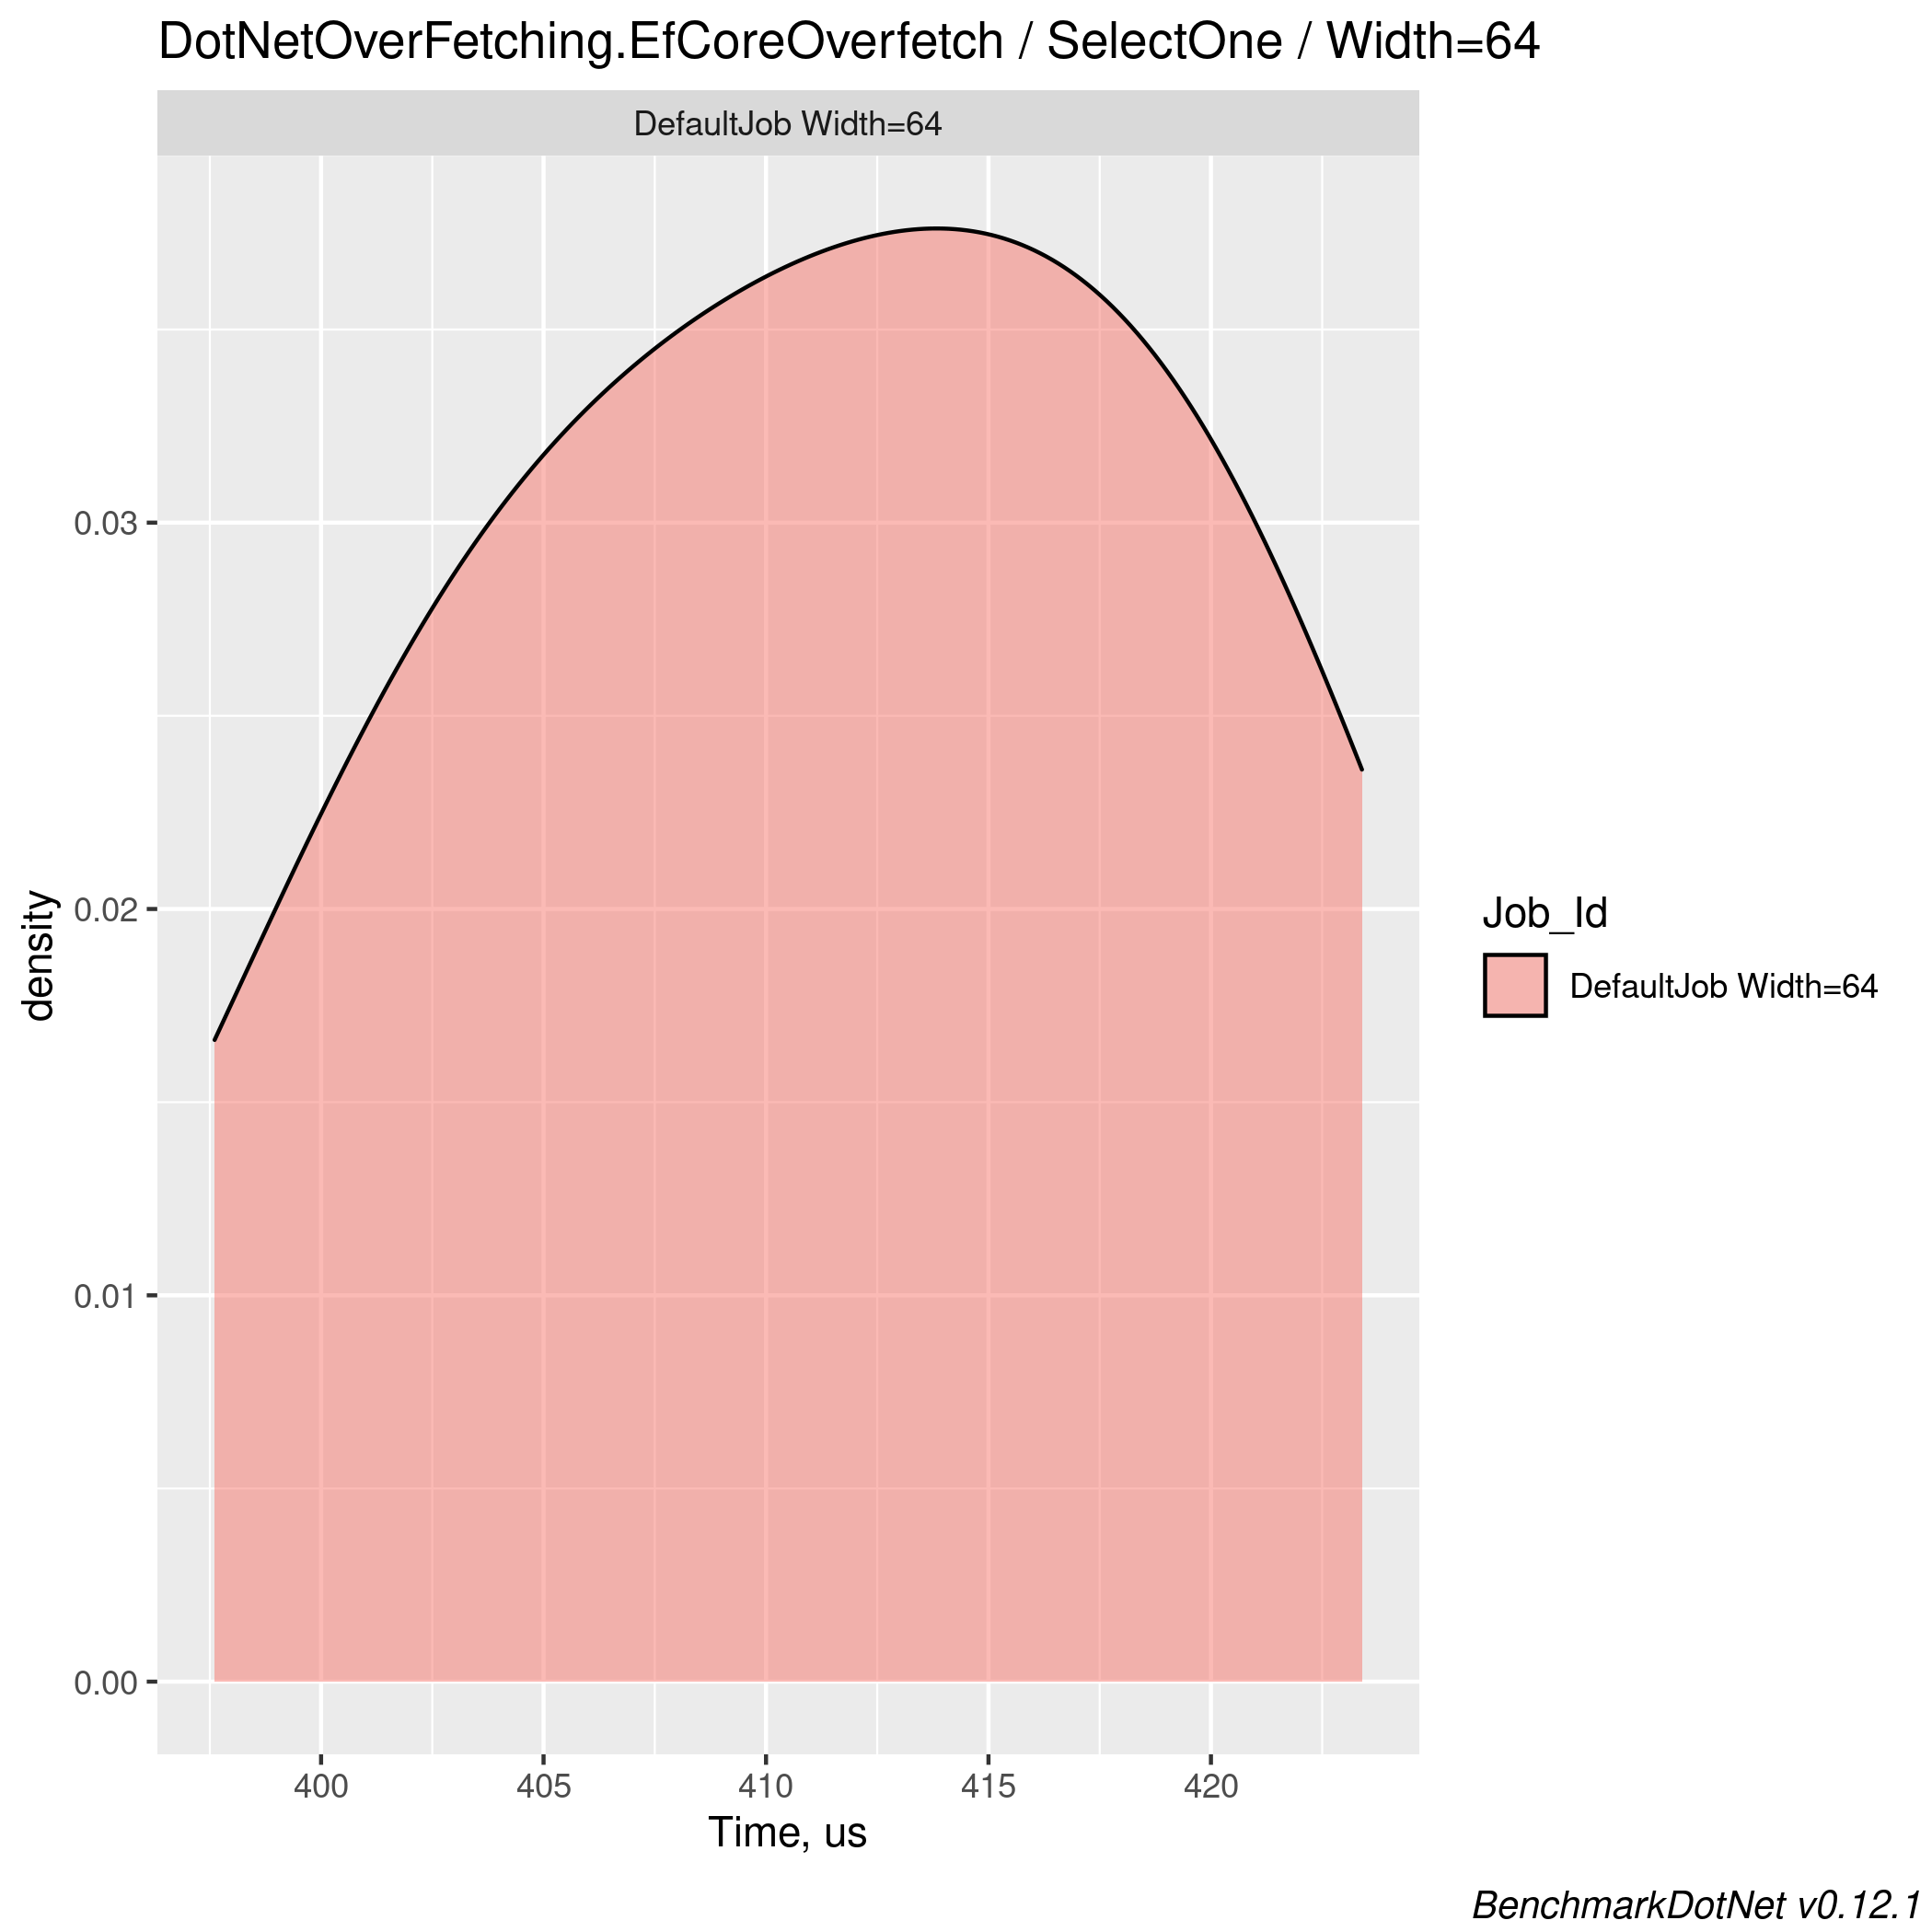 DotNetOverFetching.EfCoreOverfetch / SelectOne / Width=64
DefaultJob Width=64
0.03
0.02
0.01
0.00
density
400 405 410 415 420
Time, us
Job_Id
DefaultJob Width=64
BenchmarkDotNet v0.12.1